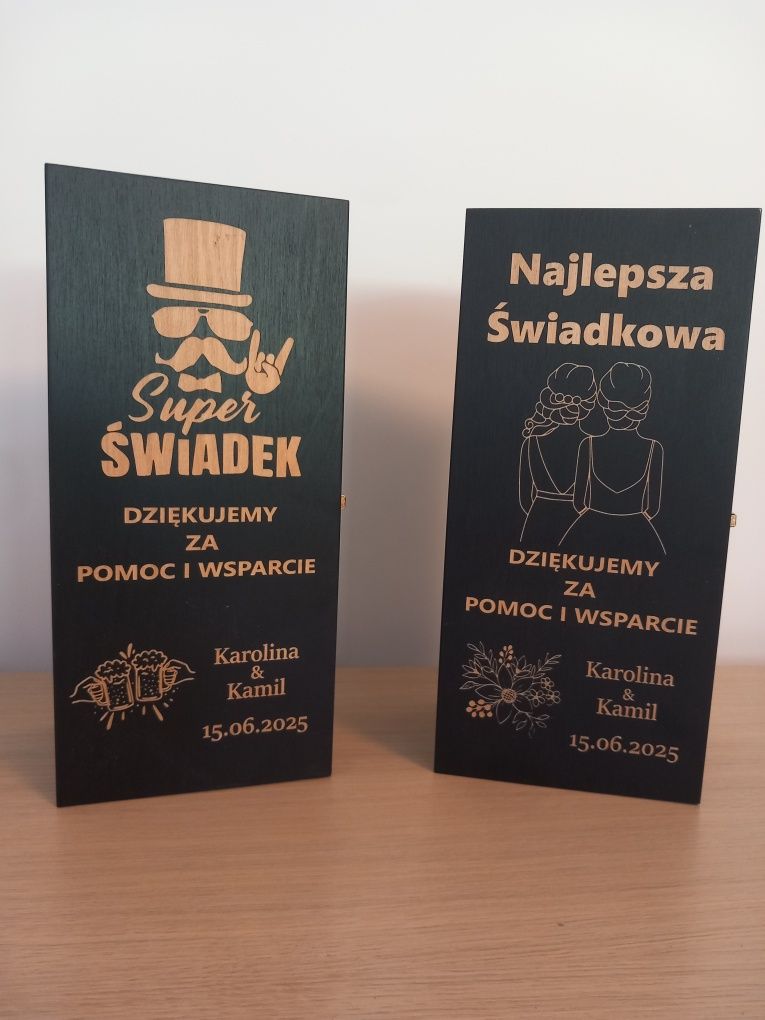 Super
ŚWIADEK
DZIĘKUJEMY
ZA
POMOC I WSPARCIE
Karolina
&
Kamil
15.06.2025
Najlepsza
Świadkowa
DZIĘKUJEMY
ZA
POMOC I WSPARCIE
Karolina
&
Kamil
15.06.2025